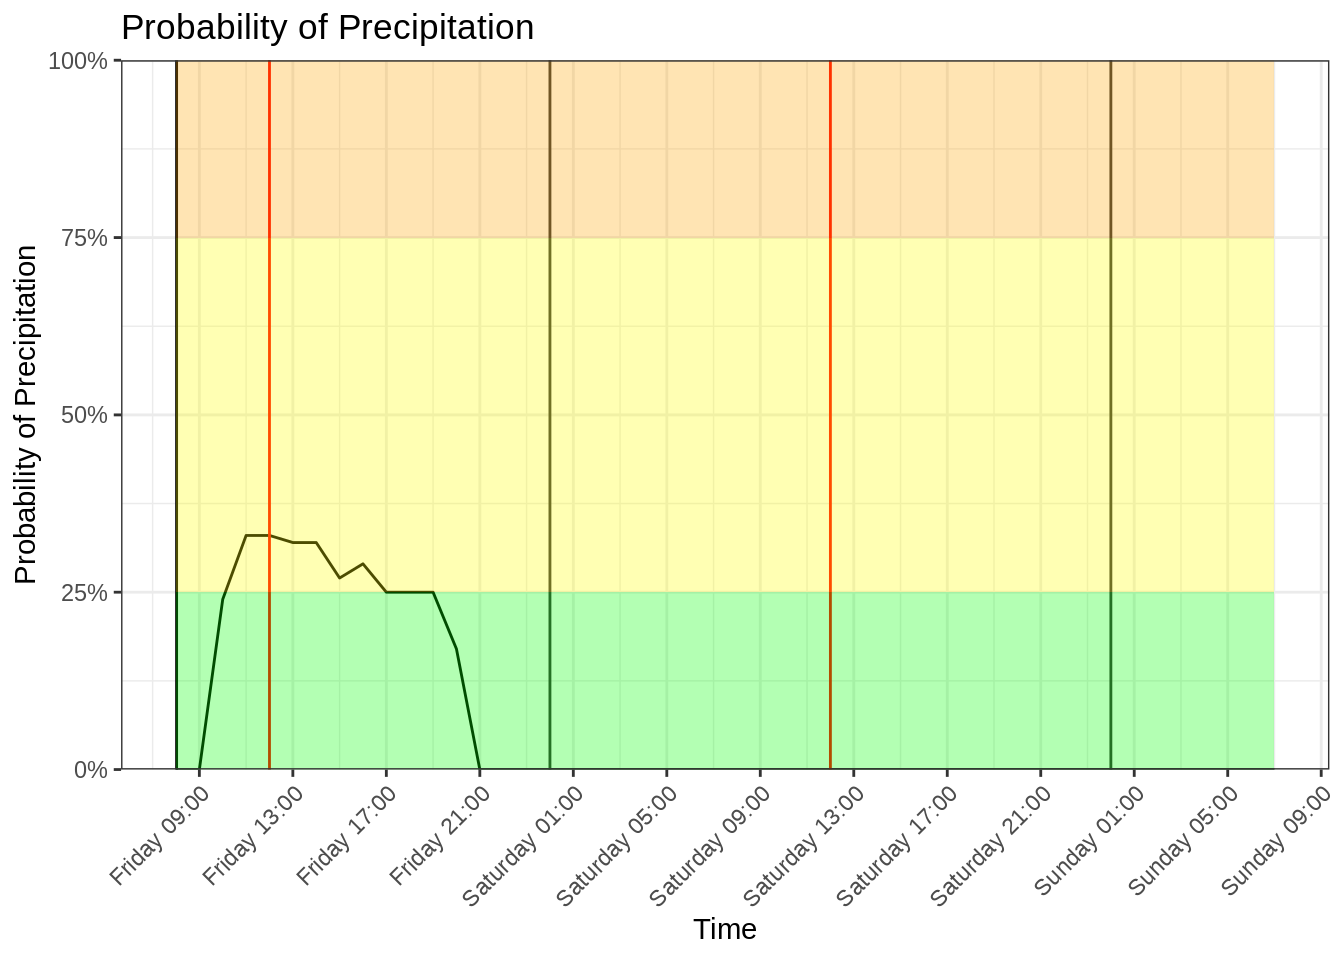 Probability of Precipitation
Probability of Precipitation
100%
75%
50%
25%
0%
Friday 09:00
Friday 13:00
Friday 17:00
Friday 21:00
Saturday 01:00
Saturday 05:00
Saturday 09:00
Saturday 13:00
Saturday 17:00
Saturday 21:00
Sunday 01:00
Sunday 05:00
Sunday 09:00
Time